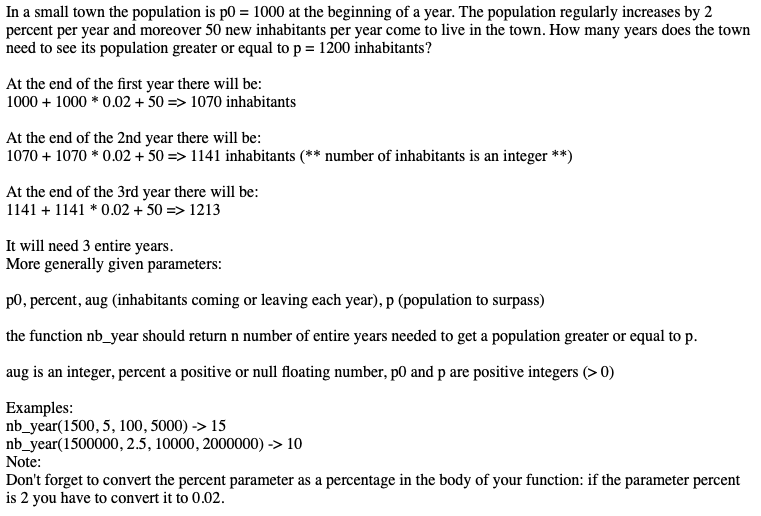 In a small town the population is p0 = 1000 at the beginning of a year. The population regularly increases by 2
percent per year and moreover 50 new inhabitants per year come to live in the town. How many years does the town
need to see its population greater or equal to p = 1200 inhabitants?
At the end of the first year there will be:
1000 + 1000 * 0.02 + 50 => 1070 inhabitants
At the end of the 2nd year there will be:
1070 + 1070 * 0.02 + 50 => 1141 inhabitants (** number of inhabitants is an integer **)
At the end of the 3rd year there will be:
1141 + 1141 * 0.02 + 50 => 1213
It will need 3 entire years.
More generally given parameters:
p0, percent, aug (inhabitants coming or leaving each year), p (population to surpass)
the function nb_year should return n number of entire years needed to get a population greater or equal to p.
aug is an integer, percent a positive or null floating number, p0 and p are positive integers (> 0)
Examples:
nb_year(1500, 5, 100, 5000) -> 15
nb_year(1500000, 2.5, 10000, 2000000) -> 10
Note:
Don't forget to convert the percent parameter as a percentage in the body of your function: if the parameter percent
is 2 you have to convert it to 0.02.